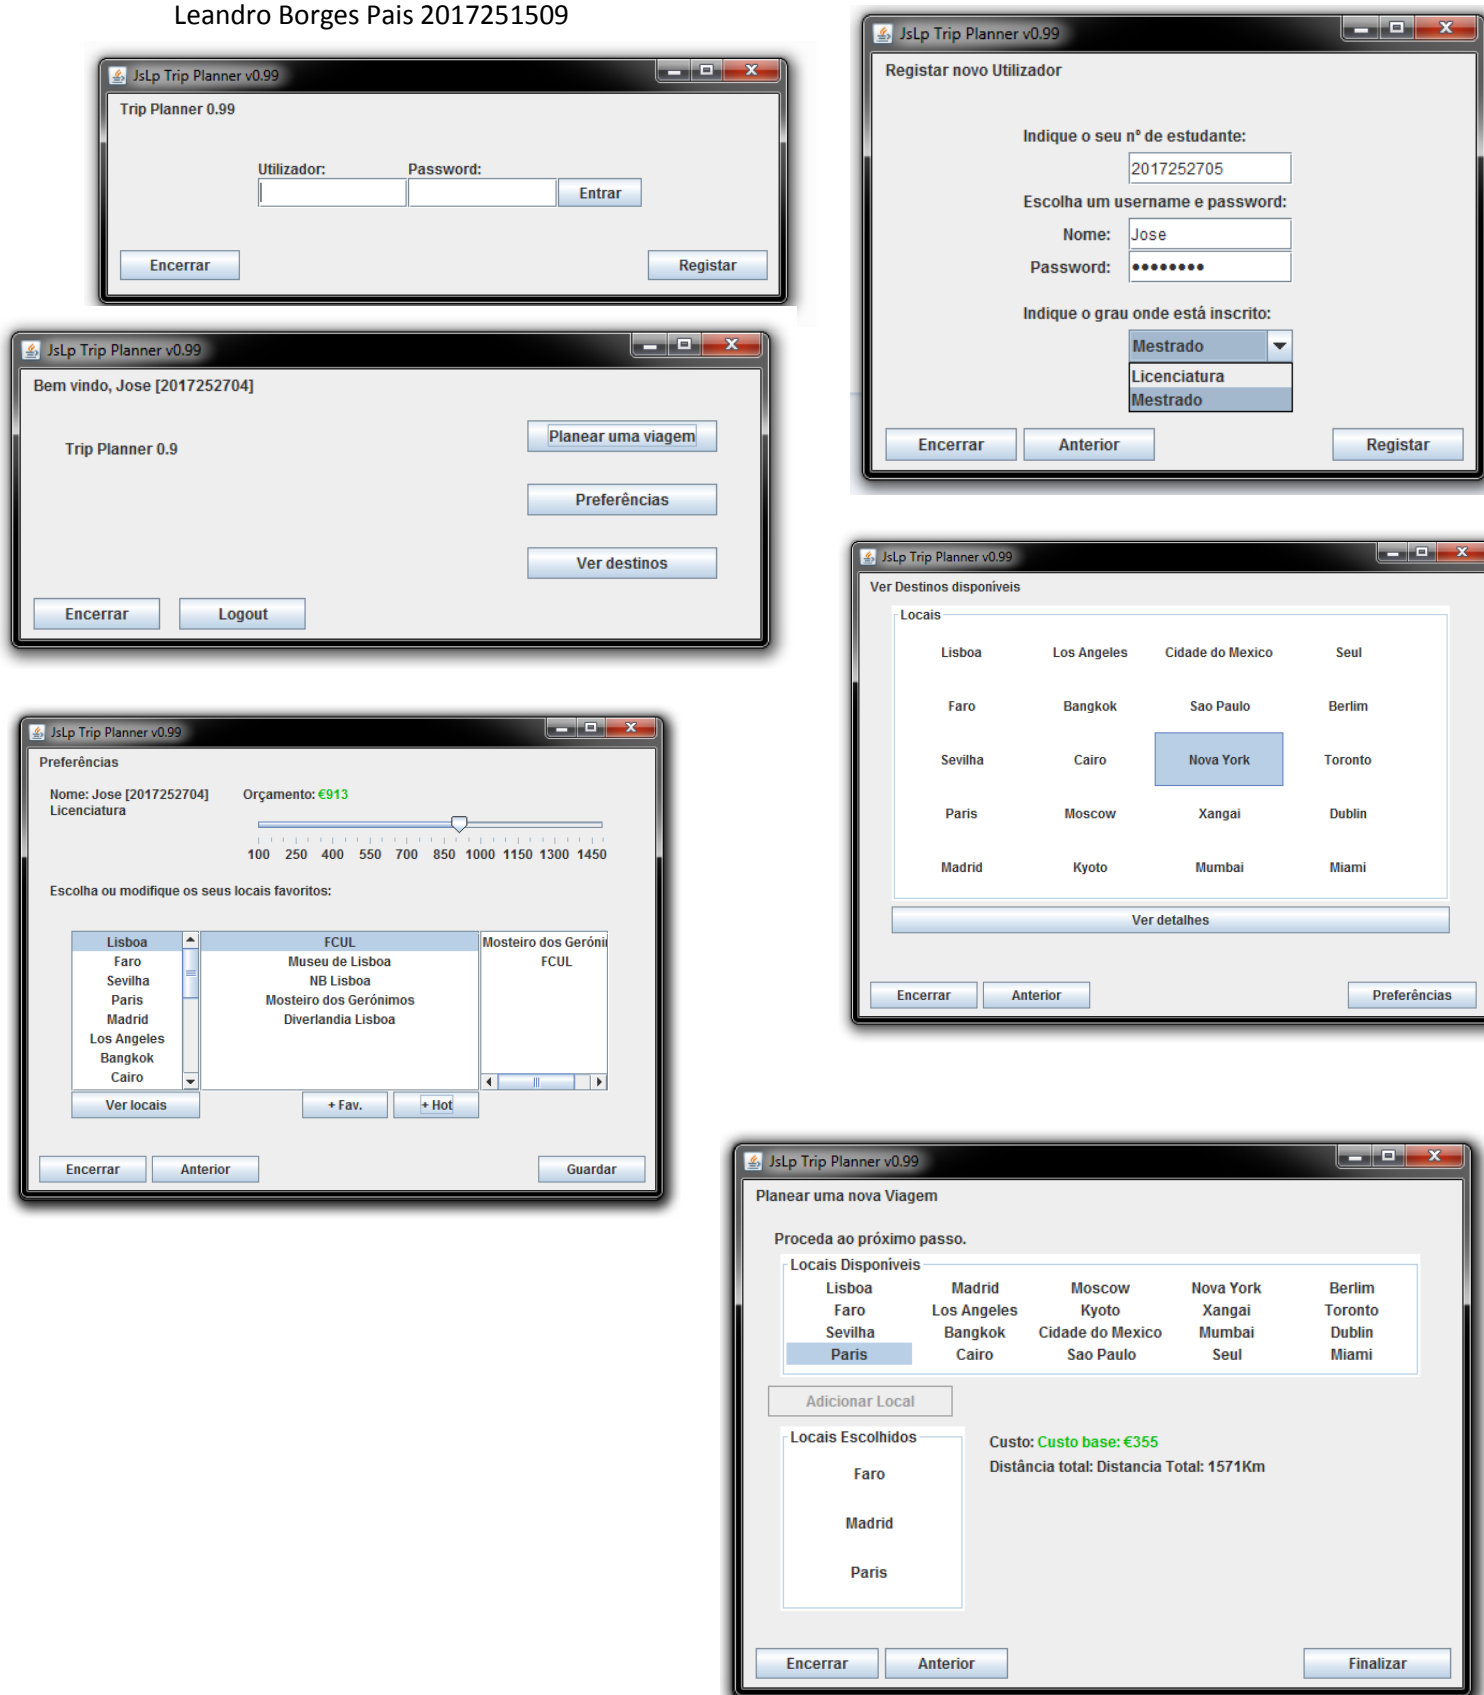 Leandro Borges Pais 2017251509
JsLp Trip Planner v0.99
Trip Planner 0.99
Utilizador: Password:
Entrar
Encerrar Registar
JsLp Trip Planner v0.99
Registar novo Utilizador
Indique o seu nº de estudante:
2017252705
Escolha um username e password:
Nome: Jose
Password: ••••••••
Indique o grau onde está inscrito:
Mestrado
Licenciatura
Mestrado
Encerrar Anterior Registar
JsLp Trip Planner v0.99
Bem vindo, Jose [2017252704]
Planear uma viagem
Trip Planner 0.9
Preferências
Ver destinos
Encerrar Logout
JsLp Trip Planner v0.99
Ver Destinos disponíveis
Locais
Lisboa Los Angeles Cidade do Mexico Seul
Faro Bangkok Sao Paulo Berlim
Sevilha Cairo Nova York Toronto
Paris Moscow Xangai Dublin
Madrid Kyoto Mumbai Miami
Ver detalhes
Encerrar Anterior Preferências
JsLp Trip Planner v0.99
Preferências
Nome: Jose [2017252704] Orçamento: €913
Licenciatura
100 250 400 550 700 850 1000 1150 1300 1450
Escolha ou modifique os seus locais favoritos:
Lisboa FCUL Mosteiro dos Geróni
Faro Museu de Lisboa FCUL
Sevilha NB Lisboa
Paris Mosteiro dos Gerónimos
Madrid Diverlandia Lisboa
Los Angeles
Bangkok
Cairo
Ver locais + Fav. + Hot
Encerrar Anterior Guardar
JsLp Trip Planner v0.99
Planear uma nova Viagem
Proceda ao próximo passo.
Locais Disponíveis
Lisboa Madrid Moscow Nova York Berlim
Faro Los Angeles Kyoto Xangai Toronto
Sevilha Bangkok Cidade do Mexico Mumbai Dublin
Paris Cairo Sao Paulo Seul Miami
Adicionar Local
Locais Escolhidos
Custo: Custo base: €355
Distância total: Distancia Total: 1571Km
Faro
Madrid
Paris
Encerrar Anterior Finalizar